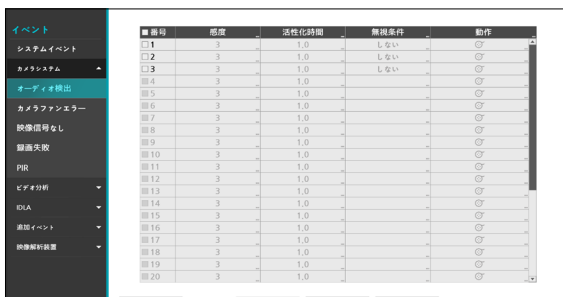 イベント
システムイベント
カメラシステム
オーディオ検出
カメラファンエラー
映像信号なし
録画失敗
PIR
ビデオ分析
IDLA
追加イベント
映像解析装置
番号 感度 活性化時間 無視条件 動作
1 3 1.0 しない
2 3 1.0 しない
3 3 1.0 しない
4 3 1.0
5 3 1.0
6 3 1.0
7 3 1.0
8 3 1.0
9 3 1.0
10 3 1.0
11 3 1.0
12 3 1.0
13 3 1.0
14 3 1.0
15 3 1.0
16 3 1.0
17 3 1.0
18 3 1.0
19 3 1.0
20 3 1.0